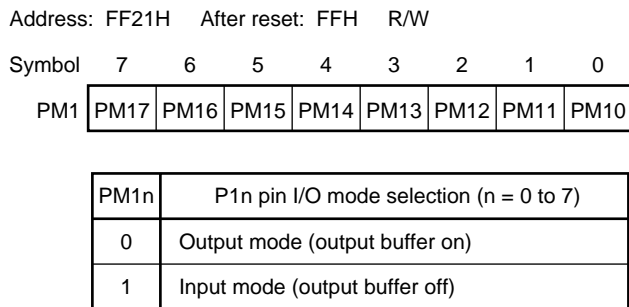 Address: FF21H After reset: FFH R/W
Symbol 7 6 5 4 3 2 1 0
PM1 PM17 PM16 PM15 PM14 PM13 PM12 PM11 PM10
PM1n P1n pin I/O mode selection (n = 0 to 7)
0 Output mode (output buffer on)
1 Input mode (output buffer off)